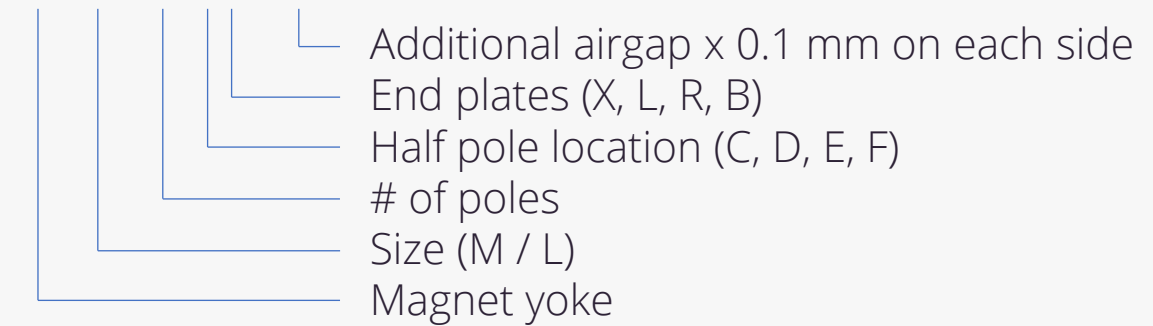 Additional airgap x 0.1 mm on each side
End plates (X, L, R, B)
Half pole location (C, D, E, F)
# of poles
Size (M / L)
Magnet yoke